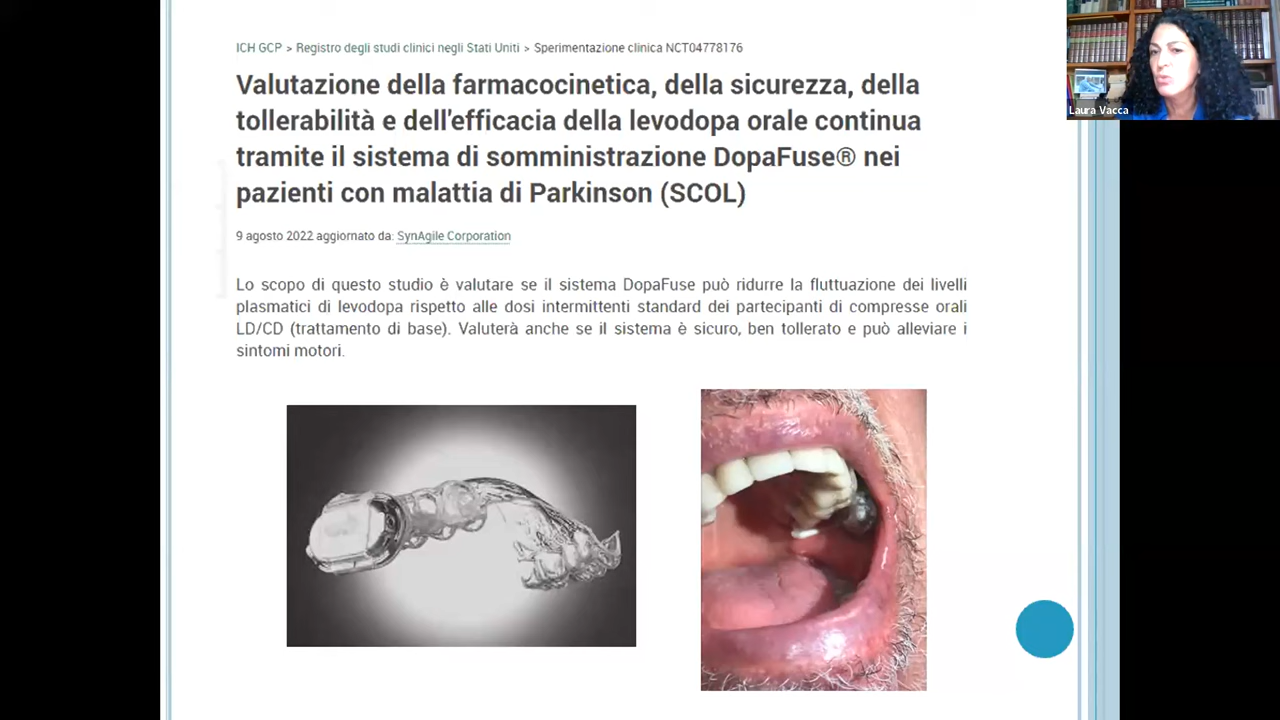 ICH GCP > Registro degli studi clinici negli Stati Uniti > Sperimentazione clinica NCT04778176
Valutazione della farmacocinetica, della sicurezza, della
tollerabilità e dell'efficacia della levodopa orale continua
tramite il sistema di somministrazione DopaFuse® nei
pazienti con malattia di Parkinson (SCOL)
9 agosto 2022 aggiornato da: SynAgile Corporation
Lo scopo di questo studio è valutare se il sistema DopaFuse può ridurre la fluttuazione dei livelli
plasmatici di levodopa rispetto alle dosi intermittenti standard dei partecipanti di compresse orali
LD/CD (trattamento di base). Valuterà anche se il sistema è sicuro, ben tollerato e può alleviare i
sintomi motori.
Laura Vacca